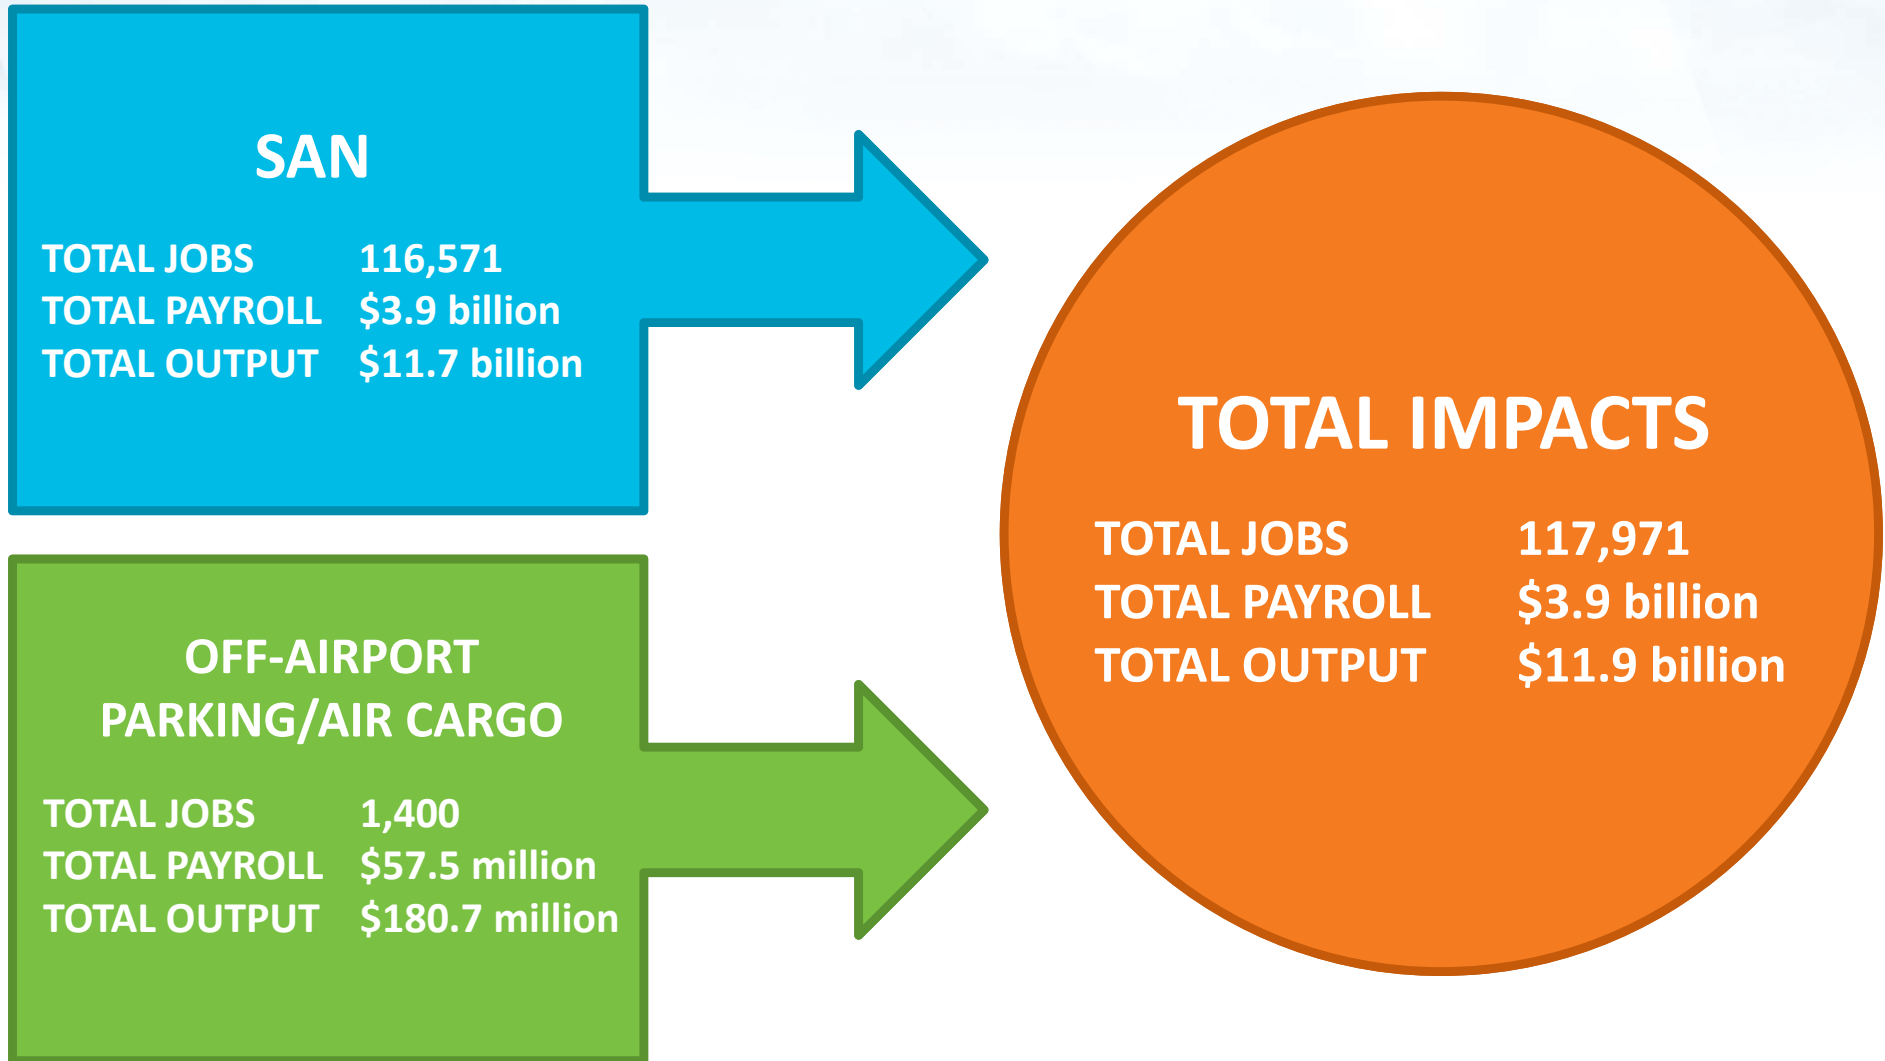 SAN
TOTAL JOBS 116,571
TOTAL PAYROLL $3.9 billion
TOTAL OUTPUT $11.7 billion
OFF-AIRPORT
PARKING/AIR CARGO
TOTAL JOBS 1,400
TOTAL PAYROLL $57.5 million
TOTAL OUTPUT $180.7 million
TOTAL IMPACTS
TOTAL JOBS 117,971
TOTAL PAYROLL $3.9 billion
TOTAL OUTPUT $11.9 billion